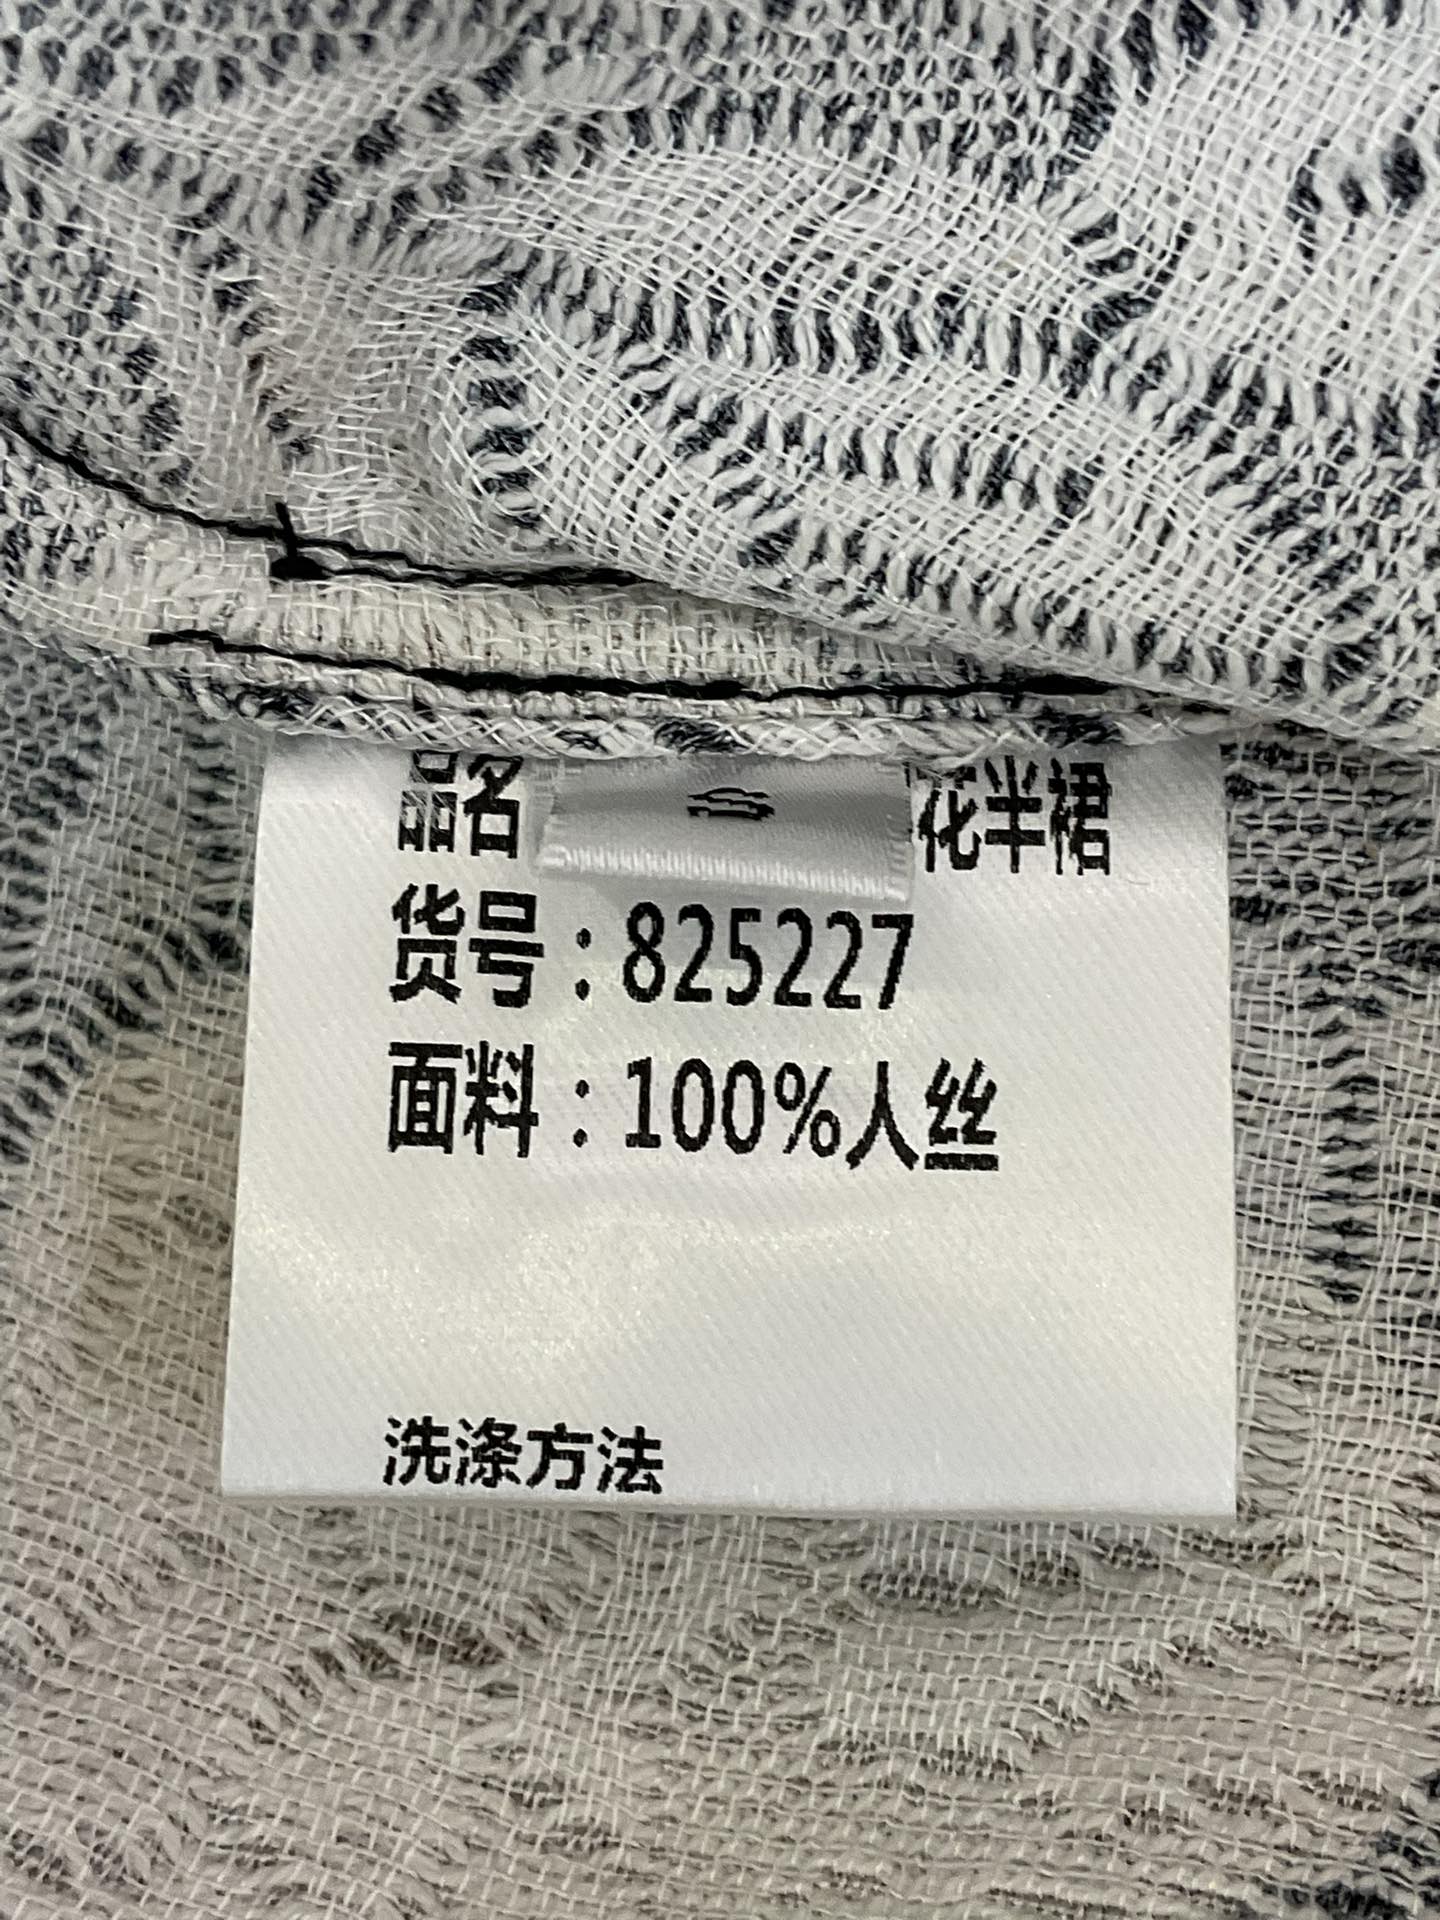 品名 花半裙
货号:825227
面料:100%人丝
洗涤方法